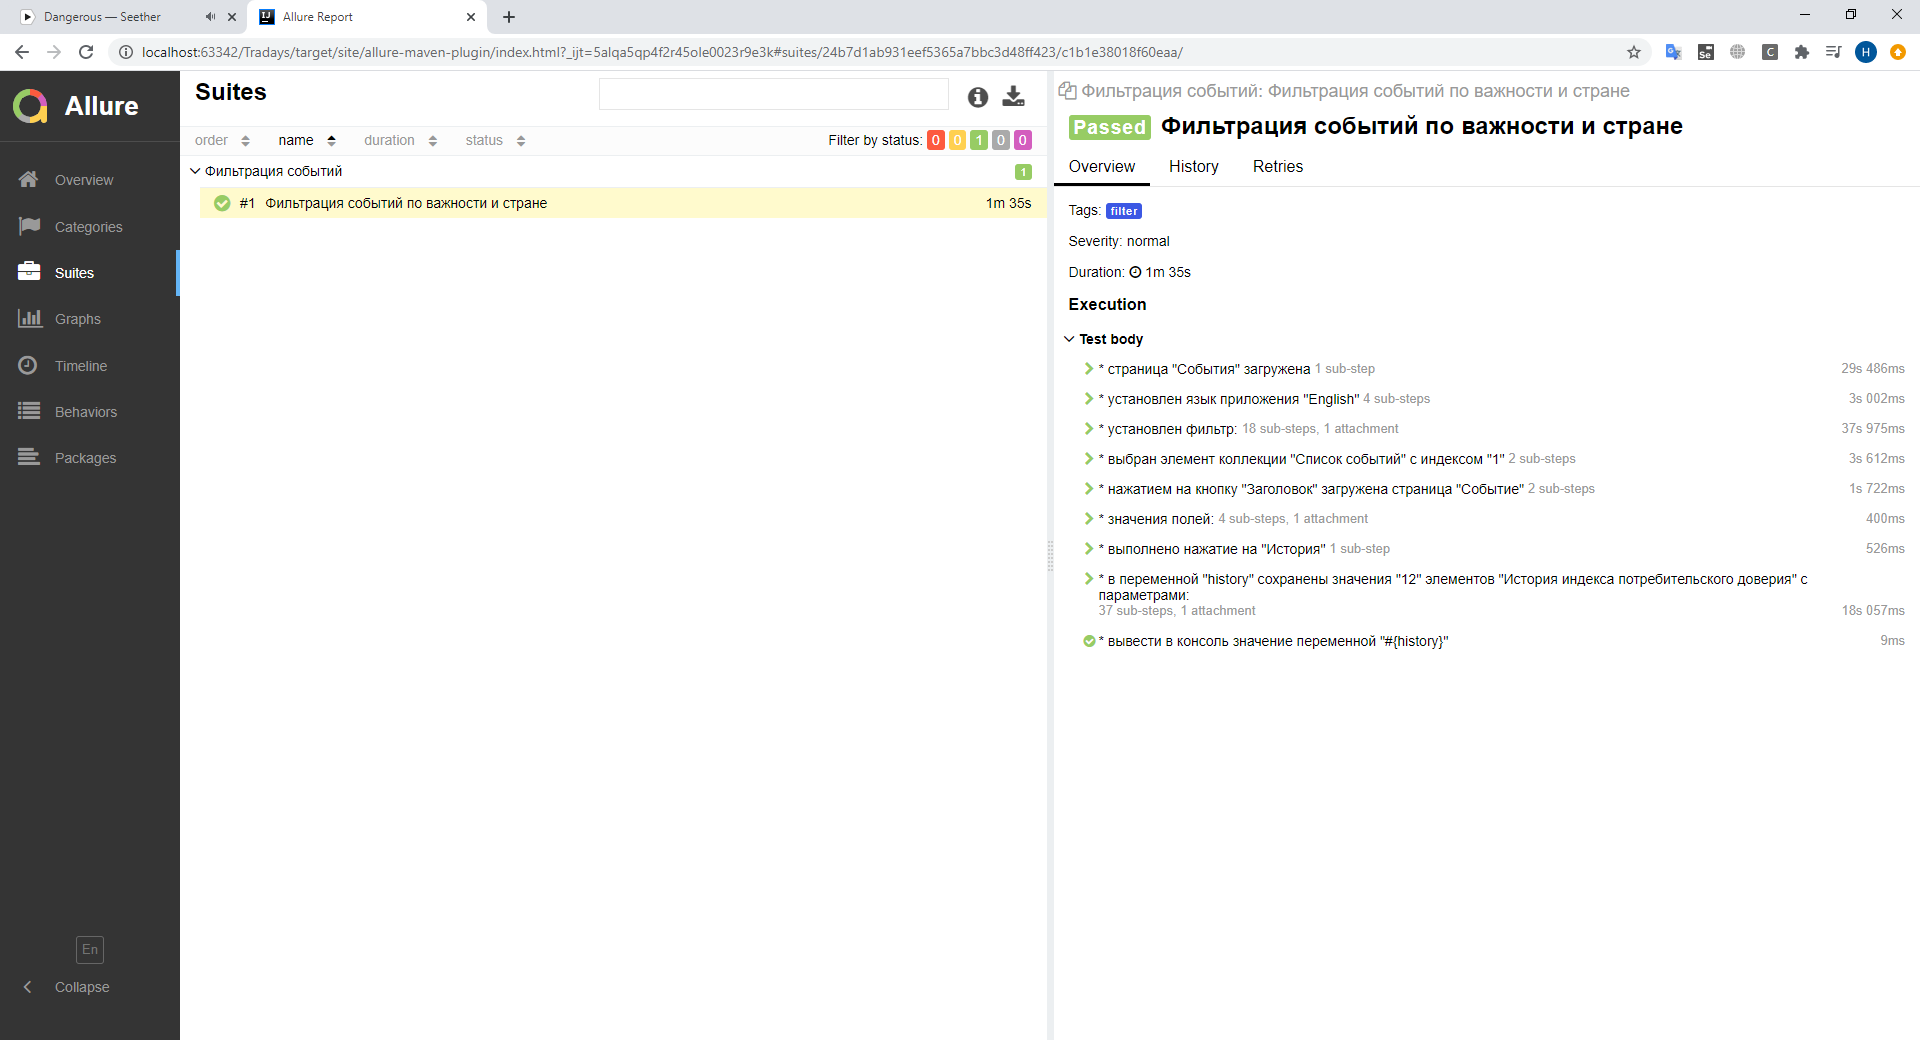 Dangerous — Seether
Allure Report
localhost:63342/Tradays/target/site/allure-maven-plugin/index.html?_ijt=5alqa5qp4f2r45ole0023r9e3k#suites/24b7d1ab931eef5365a7bbc3d48ff423/c1b1e38018f60eaa/
Se
C
H
Allure
Overview
Categories
Suites
Graphs
Timeline
Behaviors
Packages
En
Collapse
Suites
order name duration status Filter by status: 0 0 1 0 0
Фильтрация событий 1
#1 Фильтрация событий по важности и стране 1m 35s
Фильтрация событий: Фильтрация событий по важности и стране
Passed Фильтрация событий по важности и стране
Overview History Retries
Tags: filter
Severity: normal
Duration: 1m 35s
Execution
Test body
* страница "События" загружена 1 sub-step 29s 486ms
* установлен язык приложения "English" 4 sub-steps 3s 002ms
* установлен фильтр: 18 sub-steps, 1 attachment 37s 975ms
* выбран элемент коллекции "Список событий" с индексом "1" 2 sub-steps 3s 612ms
* нажатием на кнопку "Заголовок" загружена страница "Событие" 2 sub-steps 1s 722ms
* значения полей: 4 sub-steps, 1 attachment 400ms
* выполнено нажатие на "История" 1 sub-step 526ms
* в переменной "history" сохранены значения "12" элементов "История индекса потребительского доверия" с
параметрами:
37 sub-steps, 1 attachment 18s 057ms
* вывести в консоль значение переменной "#{history}" 9ms